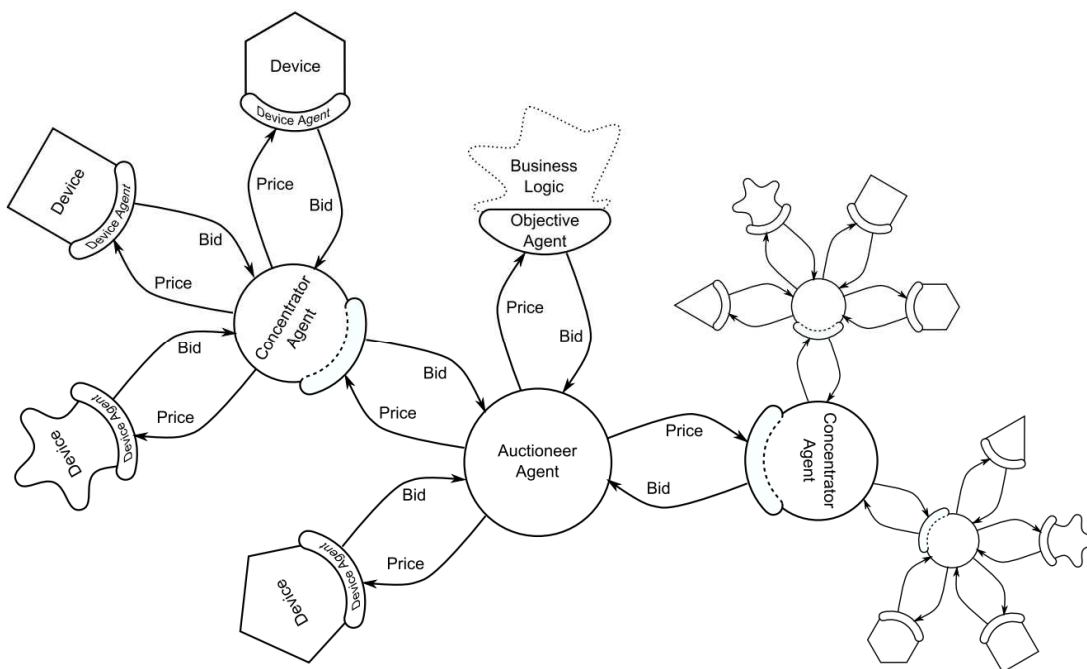 Device
Device Agent
Price
Bid
Device
Device Agent
Bid
Price
Concentrator
Agent
Business
Logic
Objective
Agent
Price
Bid
Bid
Price
Device
Device Agent
Bid
Price
Auctioneer
Agent
Price
Bid
Concentrator
Agent
Bid
Price
Device
Device Agent